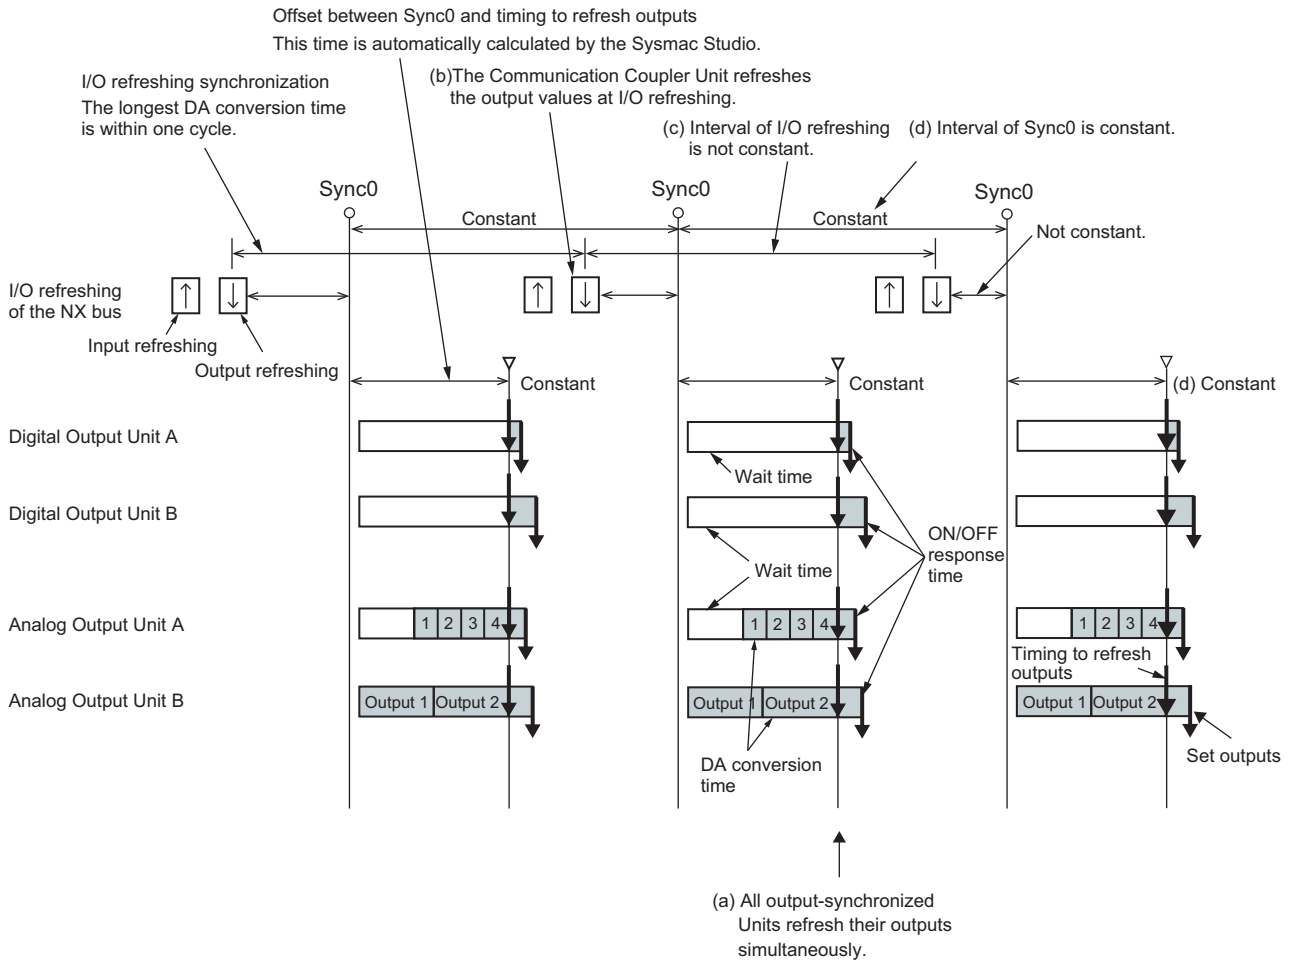 Offset between Sync0 and timing to refresh outputs
This time is automatically calculated by the Sysmac Studio.
I/O refreshing synchronization
The longest DA conversion time
is within one cycle.
(b)The Communication Coupler Unit refreshes
the output values at I/O refreshing.
(c) Interval of I/O refreshing
is not constant.
(d) Interval of Sync0 is constant.
Sync0
Sync0
Sync0
Constant
Constant
Not constant.
I/O refreshing
of the NX bus
Input refreshing
Output refreshing
Constant
Constant
(d) Constant
Digital Output Unit A
Wait time
Digital Output Unit B
ON/OFF
response
time
Wait time
Analog Output Unit A
1 2 3 4
1 2 3 4
1 2 3 4
Timing to refresh
outputs
Analog Output Unit B
Output 1 Output 2
Output 1 Output 2
Output 1 Output 2
DA conversion
time
Set outputs
(a) All output-synchronized
Units refresh their outputs
simultaneously.